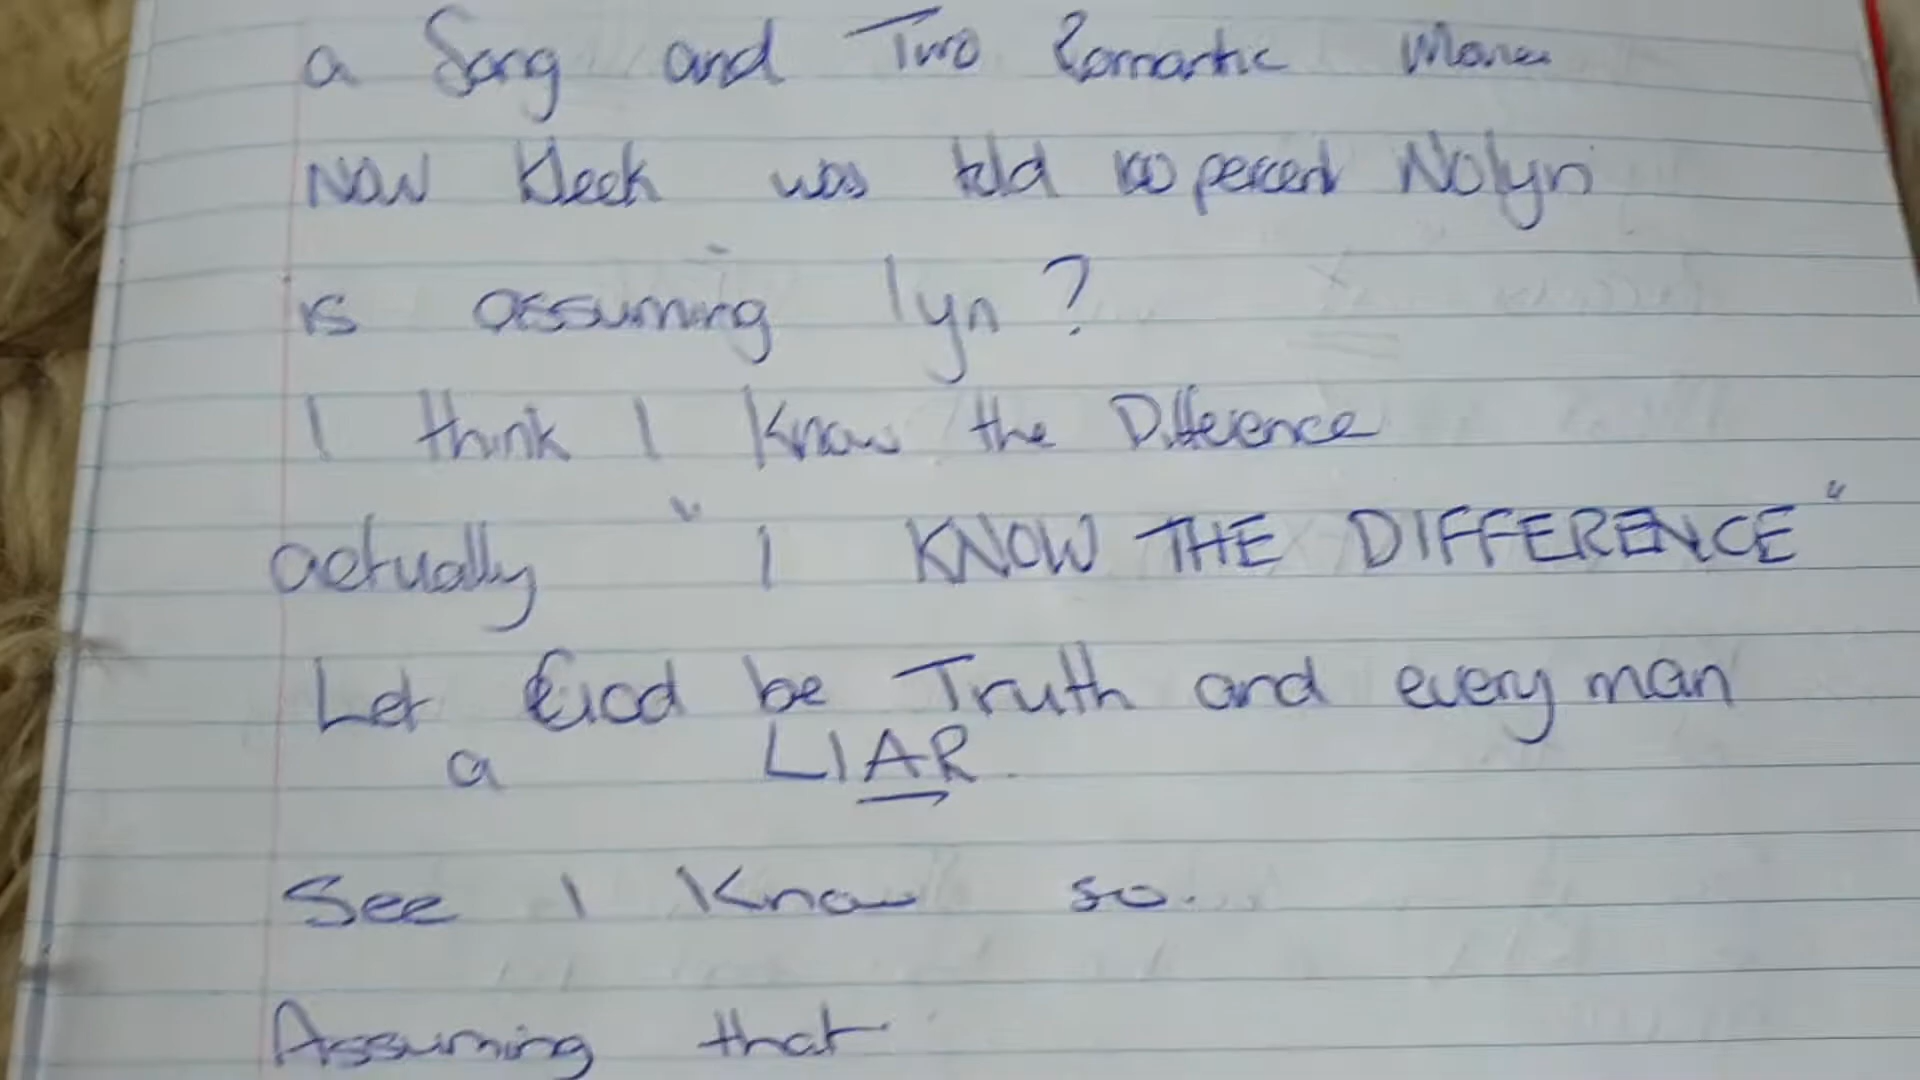 a Song and Two Romantic
Now was told 100 percent Nolyn
is assuming lyn?
I think I know the Difference
actually "I KNOW THE DIFFERENCE"
Let God be Truth and every man
a LIAR
See I know so...
Assuming that